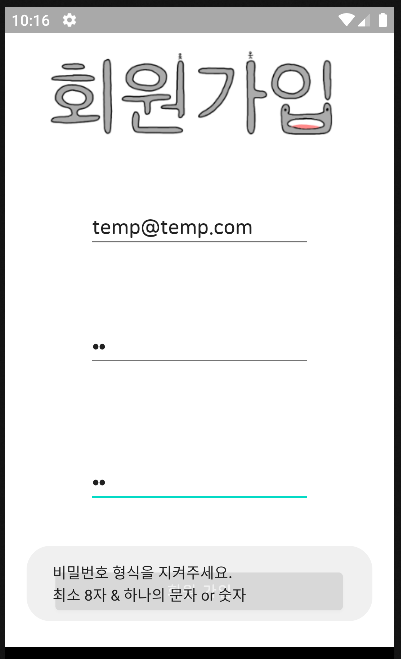 10:16
회원가입
temp@temp.com
••
••
비밀번호 형식을 지켜주세요.
최소 8자 & 하나의 문자 or 숫자